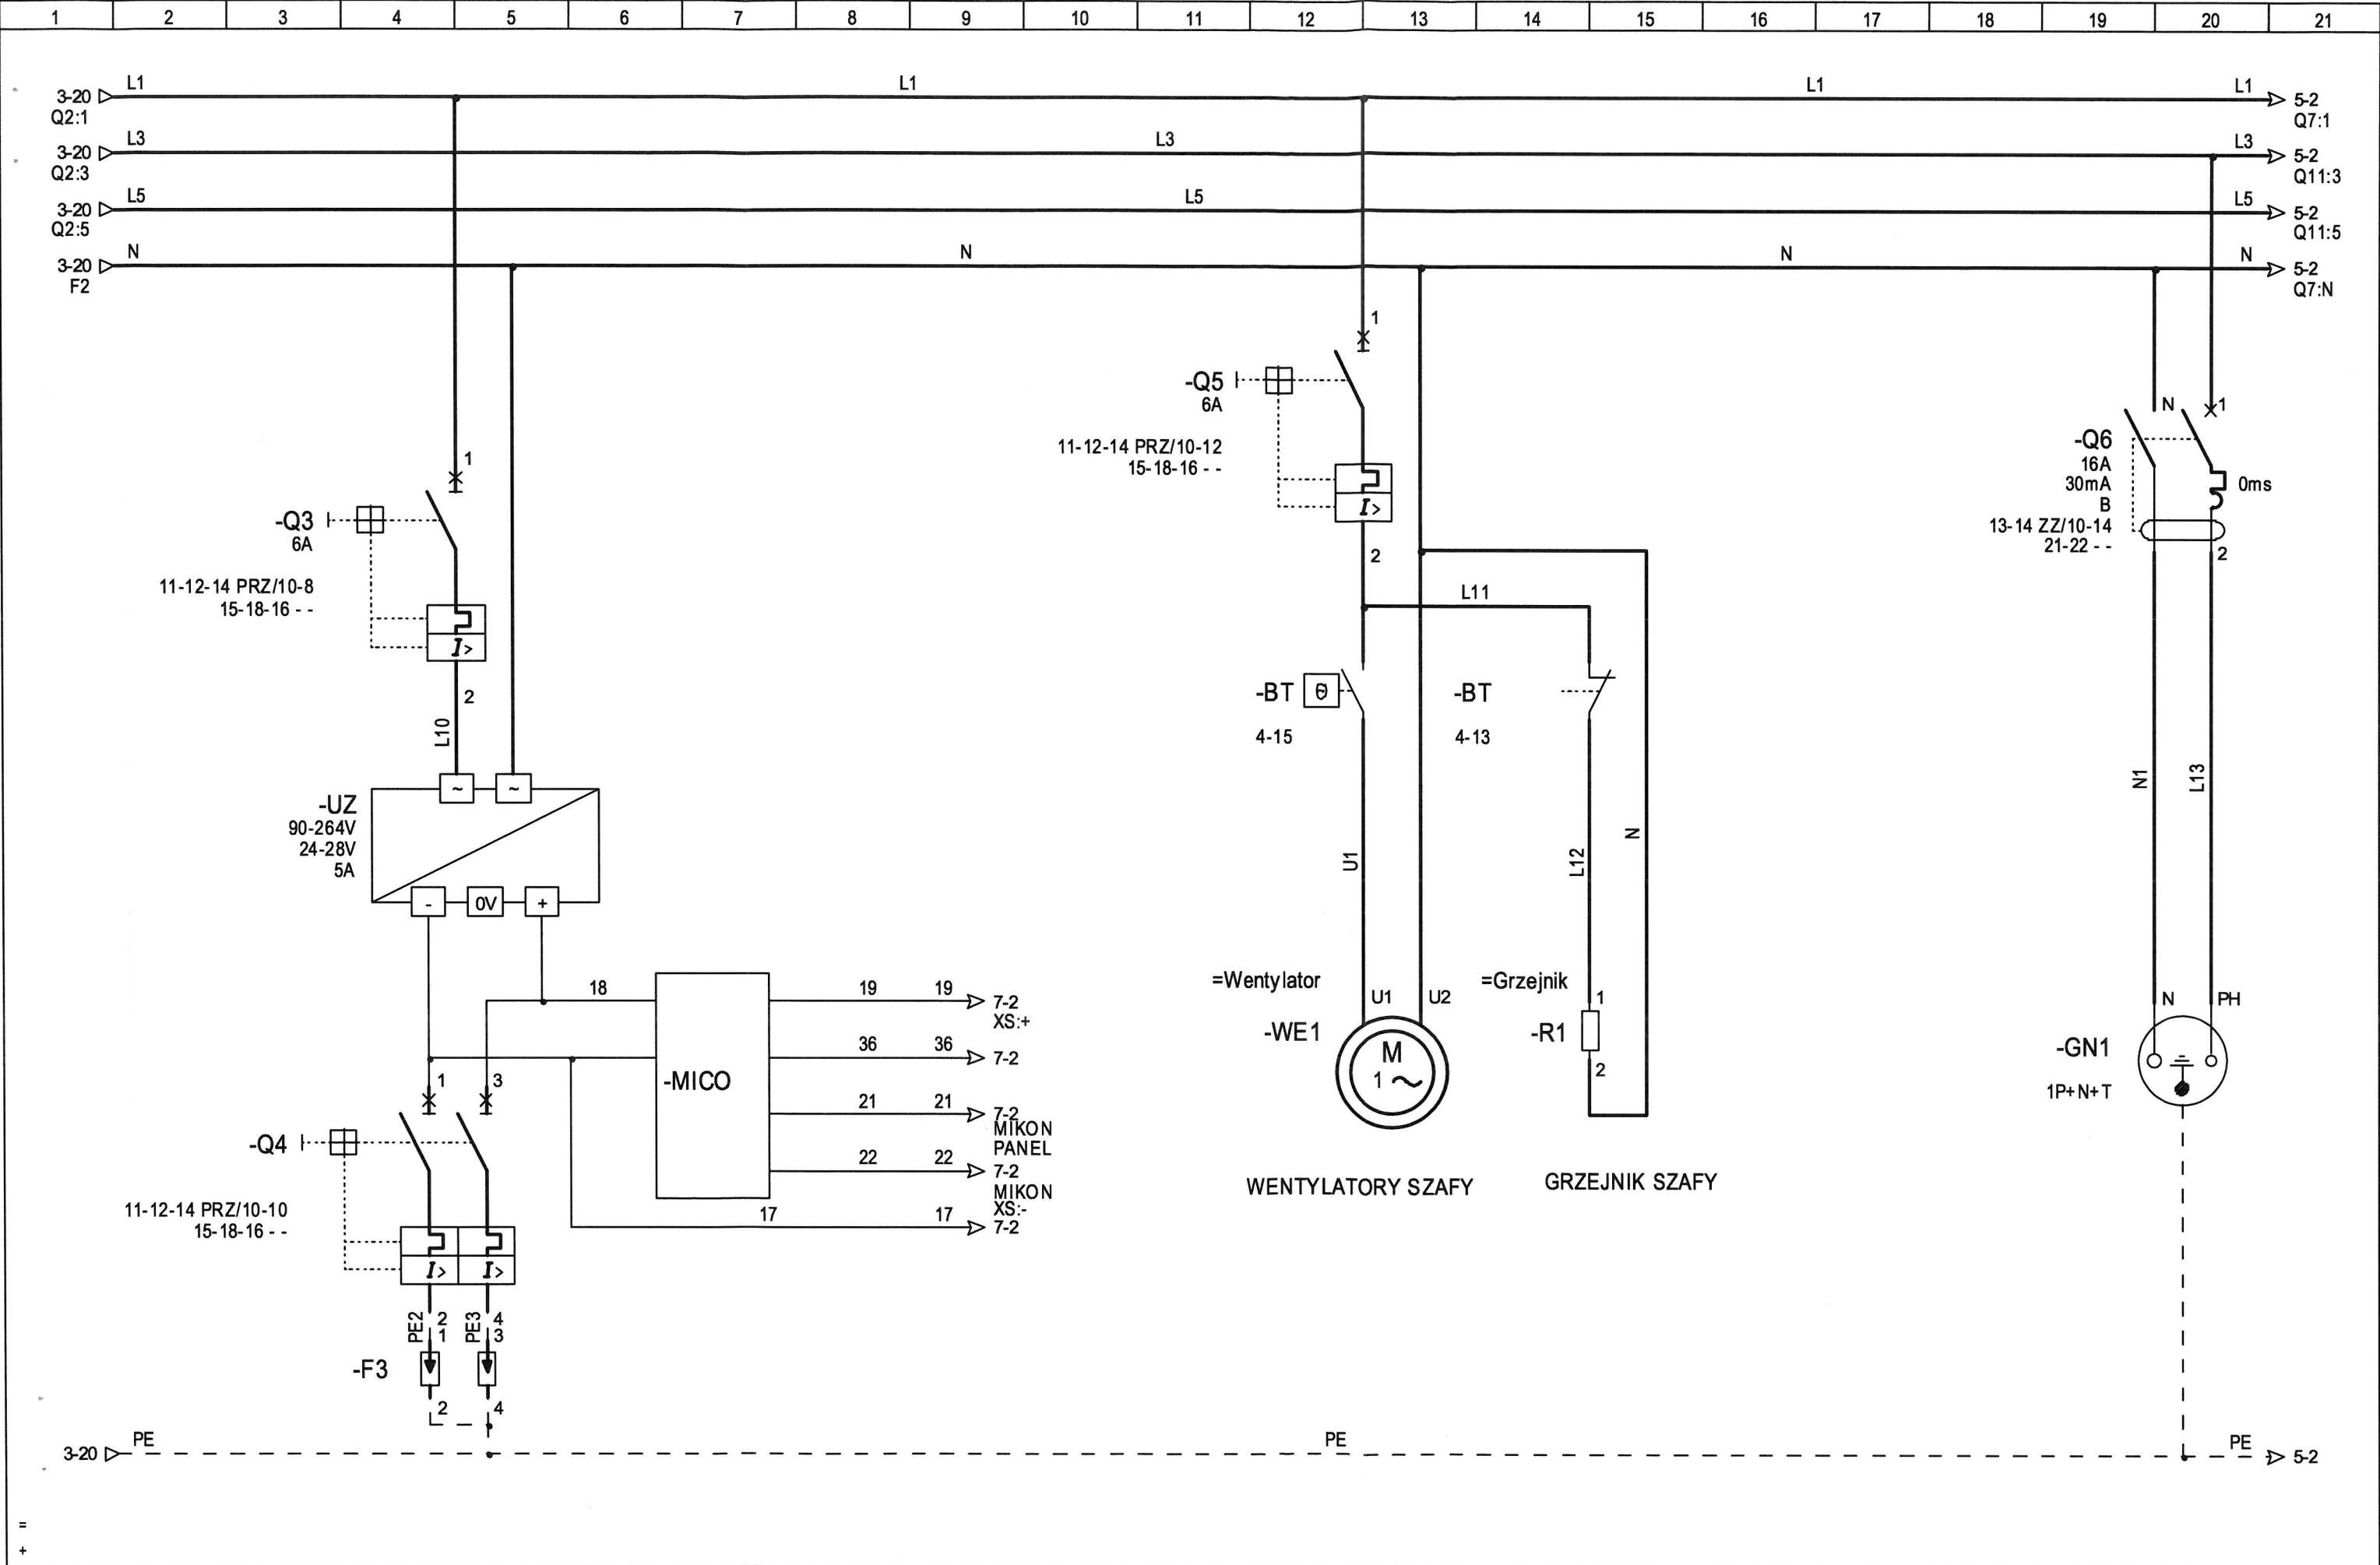 1 2 3 4 5 6 7 8 9 10 11 12 13 14 15 16 17 18 19 20 21
L1 L1 L1 L1
3-20 5-2
Q2:1 Q7:1
L3 L3 L3
3-20 5-2
Q2:3 Q11:3
L5 L5 L5
3-20 5-2
Q2:5 Q11:5
N N N N
3-20 5-2
F2 Q7:N
1
-Q3
6A
11-12-14 PRZ/10-8
15-18-16 - -
I>
2
L10
~ ~
-UZ
90-264V
24-28V
5A
- 0V +
18
-MICO
19 19 7-2
XS:+
36 36 7-2
21 21 7-2
MIKON
PANEL
22 22 7-2
MIKON
XS:-
17 17 7-2
1 3
-Q4
11-12-14 PRZ/10-10
15-18-16 - -
I> I>
PE2 2 PE3 4
1 3
-F3
2 4
1
-Q5
6A
11-12-14 PRZ/10-12
15-18-16 - -
I>
2
L11
-BT θ
4-15
-BT
4-13
U1
L12
N
=Wentylator
U1 U2
-WE1
M
1 ~
=Grzejnik
1
-R1
2
WENTYLATORY SZAFY
GRZEJNIK SZAFY
N 1
-Q6
16A
30mA
B
13-14 ZZ/10-14
21-22 - -
0ms
2
N1
L13
N PH
-GN1
1P+N+T
PE PE PE
3-20 5-2
=
+